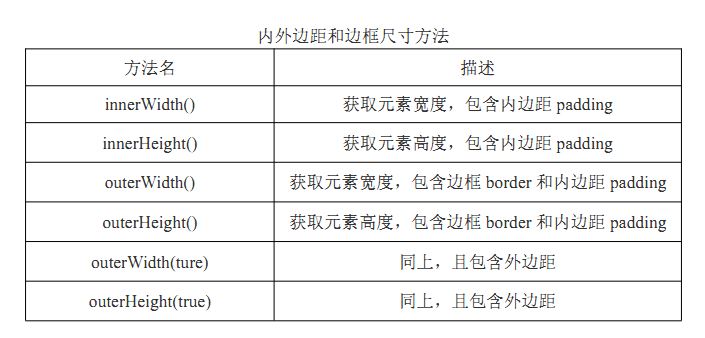 内外边距和边框尺寸方法
方法名 描述
innerWidth() 获取元素宽度，包含内边距 padding
innerHeight() 获取元素高度，包含内边距 padding
outerWidth() 获取元素宽度，包含边框 border 和内边距 padding
outerHeight() 获取元素高度，包含边框 border 和内边距 padding
outerWidth(ture) 同上，且包含外边距
outerHeight(true) 同上，且包含外边距